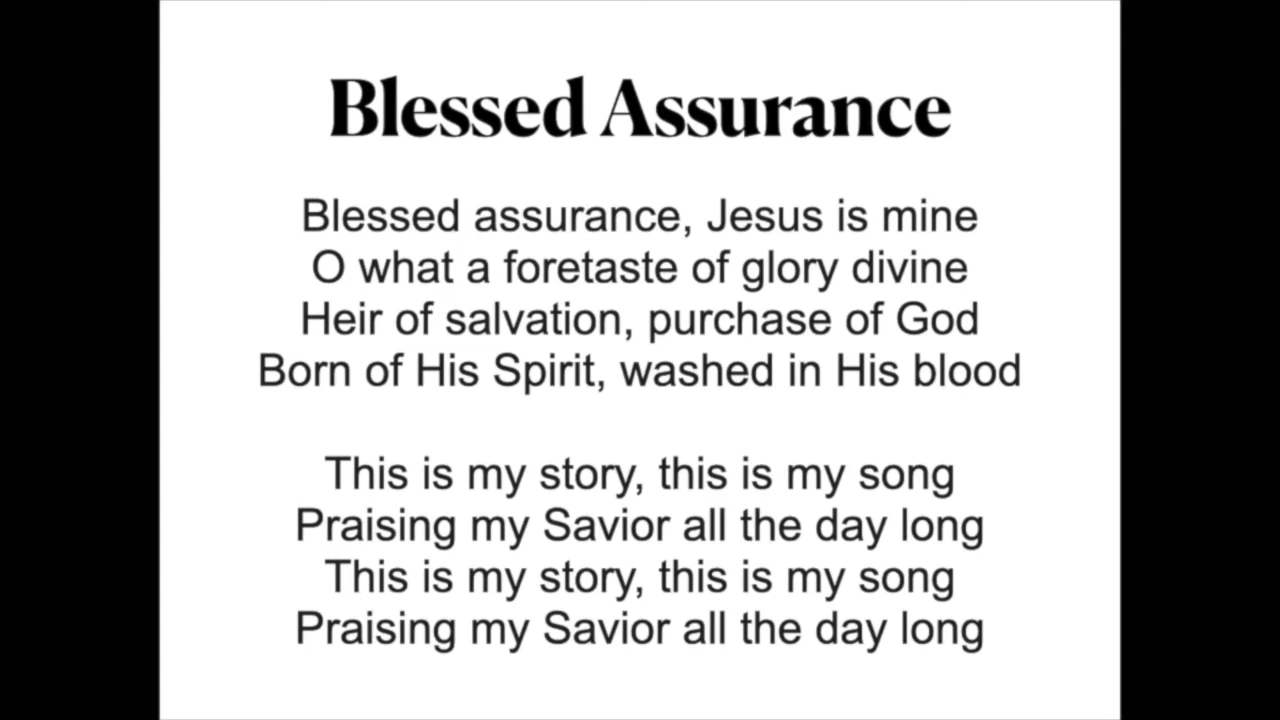 Blessed Assurance
Blessed assurance, Jesus is mine
O what a foretaste of glory divine
Heir of salvation, purchase of God
Born of His Spirit, washed in His blood
This is my story, this is my song
Praising my Savior all the day long
This is my story, this is my song
Praising my Savior all the day long